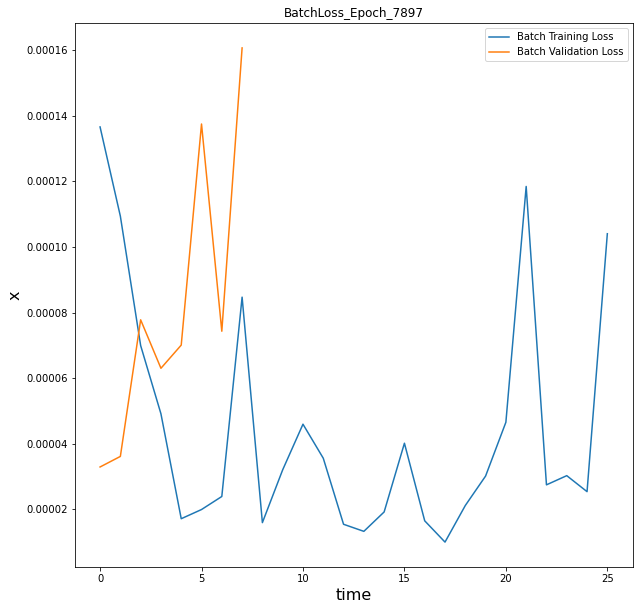 BatchLoss_Epoch_7897
Batch Training Loss
Batch Validation Loss
0.00016
0.00014
0.00012
0.00010
0.00008
0.00006
0.00004
0.00002
x
0 5 10 15 20 25
time